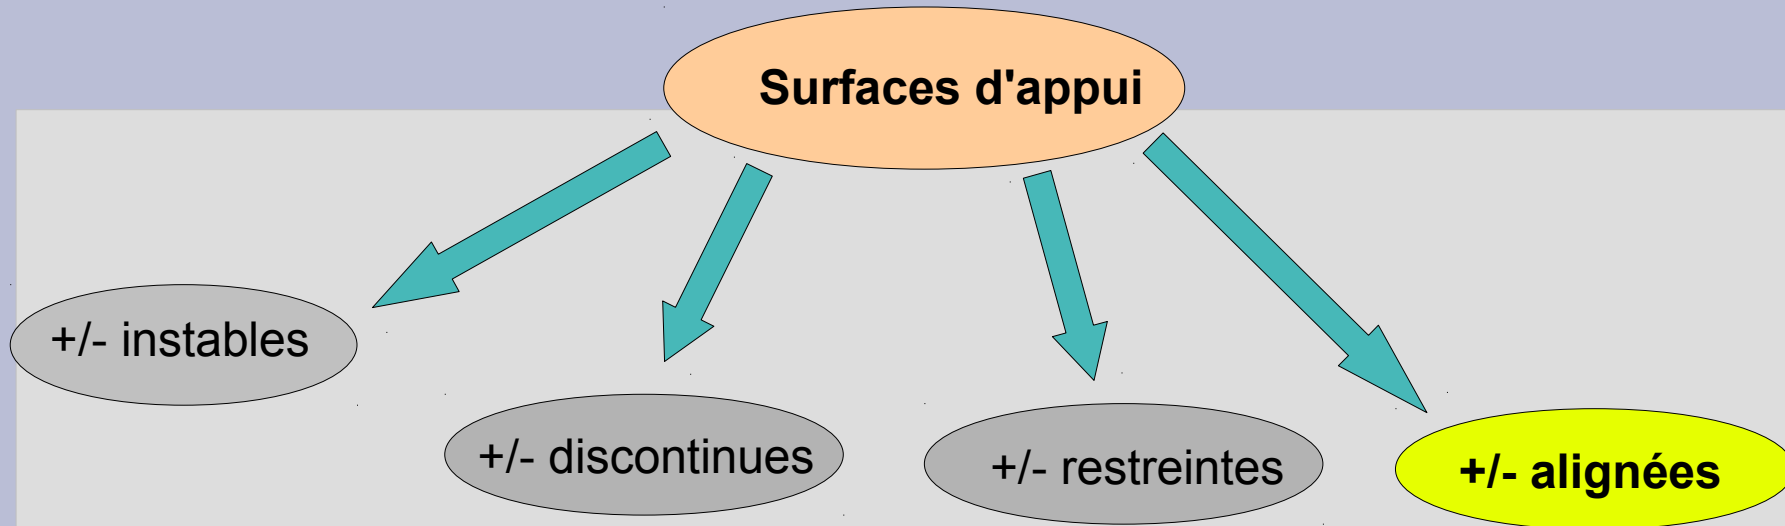 Surfaces d'appui
+/- instables
+/- discontinues
+/- restreintes
+/- alignées